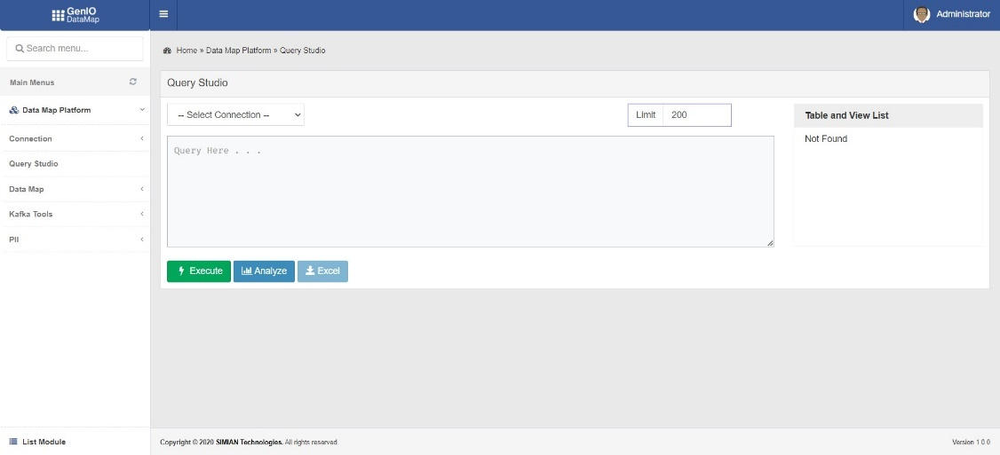 GenIO
DataMap
Administrator
Search menu...
Main Menus
Data Map Platform
Connection
Query Studio
Data Map
Kafka Tools
PII
List Module
Home » Data Map Platform » Query Studio
Query Studio
-- Select Connection --
Limit 200
Query Here . . .
Execute Analyze Excel
Table and View List
Not Found
Copyright © 2020 SIMIAN Technologies. All rights reserved.
Version 1.0.0